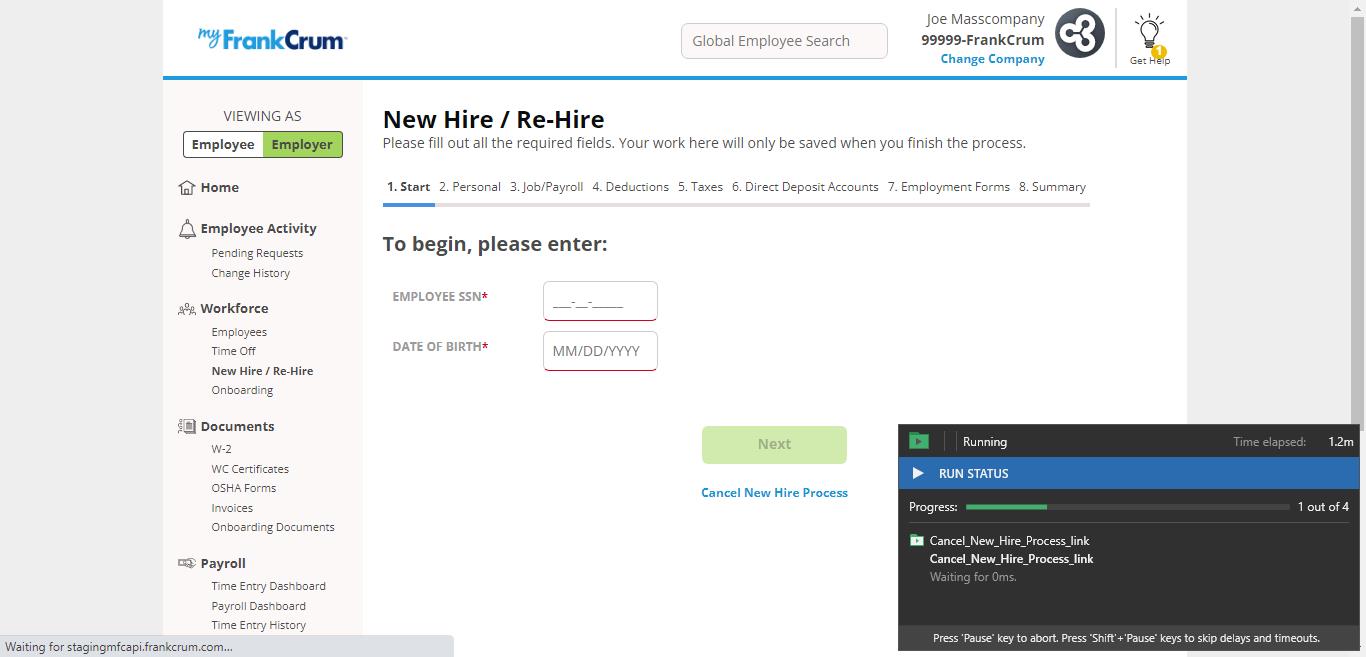 myFrankCrum
Global Employee Search
Joe Masscompany
99999-FrankCrum
Change Company
1
Get Help
VIEWING AS
Employee Employer
Home
Employee Activity
Pending Requests
Change History
Workforce
Employees
Time Off
New Hire / Re-Hire
Onboarding
Documents
W-2
WC Certificates
OSHA Forms
Invoices
Onboarding Documents
Payroll
Time Entry Dashboard
Payroll Dashboard
Time Entry History
New Hire / Re-Hire
Please fill out all the required fields. Your work here will only be saved when you finish the process.
1. Start 2. Personal 3. Job/Payroll 4. Deductions 5. Taxes 6. Direct Deposit Accounts 7. Employment Forms 8. Summary
To begin, please enter:
EMPLOYEE SSN* ___-__-____
DATE OF BIRTH* MM/DD/YYYY
Next
Cancel New Hire Process
Running Time elapsed: 1.2m
RUN STATUS
Progress: 1 out of 4
Cancel_New_Hire_Process_link
Cancel_New_Hire_Process_link
Waiting for 0ms.
Press 'Pause' key to abort. Press 'Shift'+'Pause' keys to skip delays and timeouts.
Waiting for stagingmfcapi.frankcrum.com...